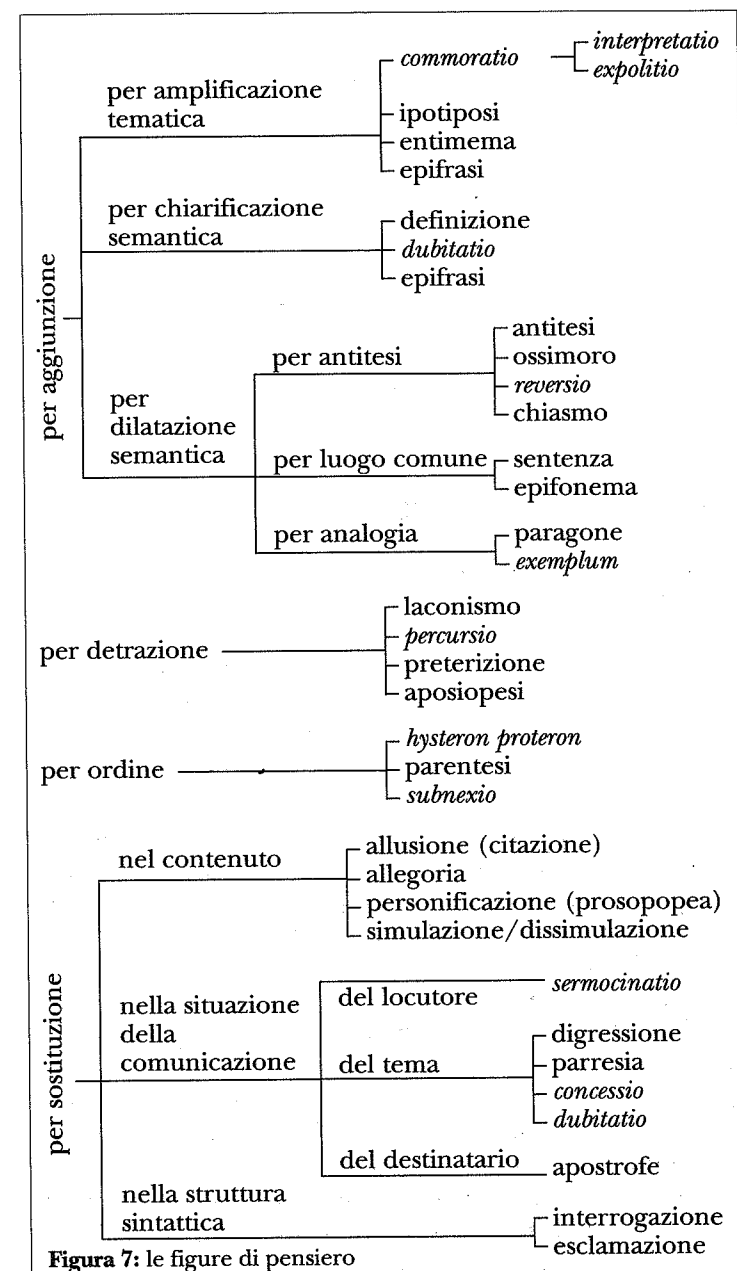 per aggiunzione
per amplificazione
tematica
commoratio
interpretatio
expolitio
ipotiposi
entimema
epifrasi
per chiarificazione
semantica
definizione
dubitatio
epifrasi
per
dilatazione
semantica
per antitesi
antitesi
ossimoro
reversio
chiasmo
per luogo comune
sentenza
epifonema
per analogia
paragone
exemplum
per detrazione
laconismo
percursio
preterizione
aposiopesi
per ordine
hysteron proteron
parentesi
subnexio
per sostituzione
nel contenuto
allusione (citazione)
allegoria
personificazione (prosopopea)
simulazione/dissimulazione
nella situazione
della
comunicazione
del locutore
sermocinatio
del tema
digressione
parresia
concessio
dubitatio
del destinatario
apostrofe
nella struttura
sintattica
interrogazione
esclamazione
Figura 7: le figure di pensiero